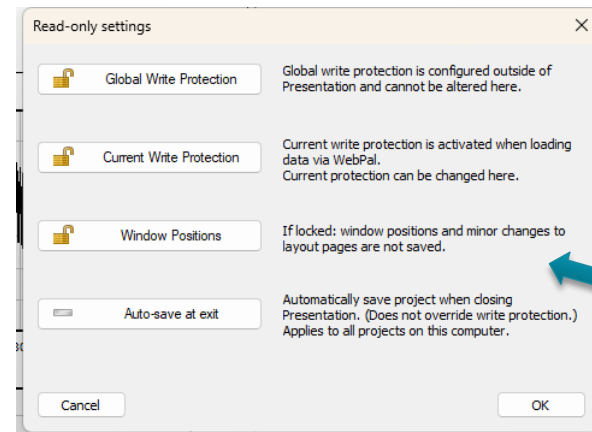 Read-only settings
Global Write Protection
Global write protection is configured outside of
Presentation and cannot be altered here.
Current Write Protection
Current write protection is activated when loading
data via WebPal.
Current protection can be changed here.
Window Positions
If locked: window positions and minor changes to
layout pages are not saved.
Auto-save at exit
Automatically save project when closing
Presentation. (Does not override write protection.)
Applies to all projects on this computer.
Cancel
OK